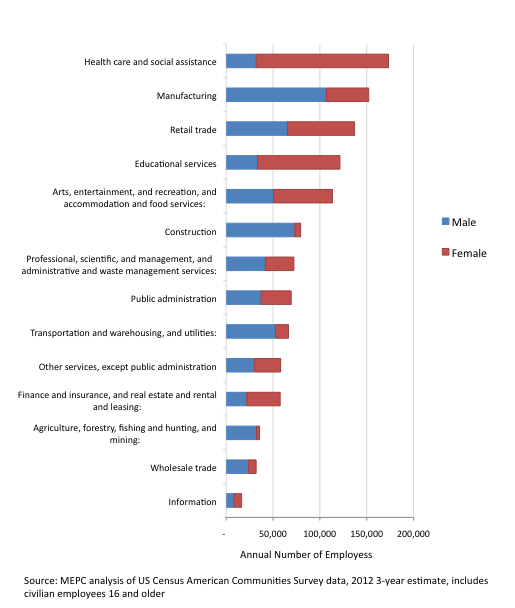 Health care and social assistance
Manufacturing
Retail trade
Educational services
Arts, entertainment, and recreation, and
accommodation and food services:
Construction
Professional, scientific, and management, and
administrative and waste management services:
Public administration
Transportation and warehousing, and utilities:
Other services, except public administration
Finance and insurance, and real estate and rental
and leasing:
Agriculture, forestry, fishing and hunting, and
mining:
Wholesale trade
Information
Male
Female
- 50,000 100,000 150,000 200,000
Annual Number of Employess
Source: MEPC analysis of US Census American Communities Survey data, 2012 3-year estimate, includes
civilian employees 16 and older